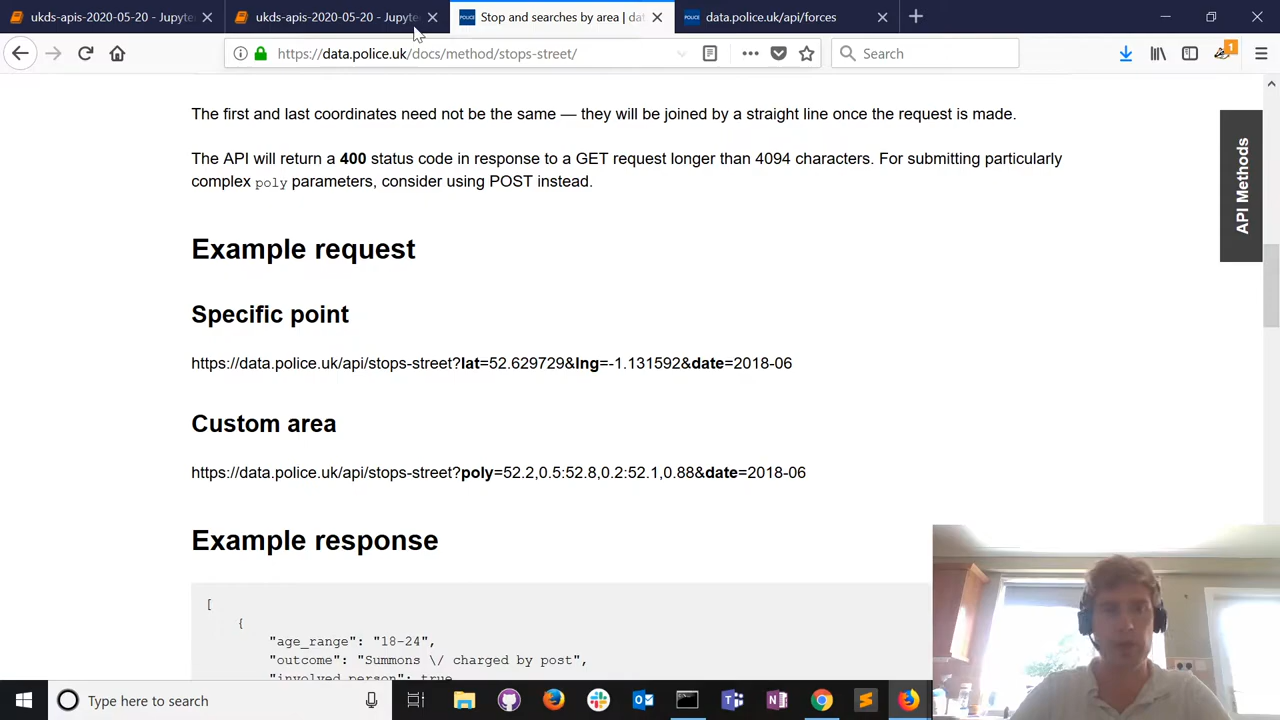 ukds-apis-2020-05-20 - Jupyte
ukds-apis-2020-05-20 - Jupyte
POLICE
Stop and searches by area | da
POLICE
data.police.uk/api/forces
https://data.police.uk/docs/method/stops-street/
Search
1
The first and last coordinates need not be the same — they will be joined by a straight line once the request is made.
The API will return a 400 status code in response to a GET request longer than 4094 characters. For submitting particularly
complex poly parameters, consider using POST instead.
API Methods
Example request
Specific point
https://data.police.uk/api/stops-street?lat=52.629729&lng=-1.131592&date=2018-06
Custom area
https://data.police.uk/api/stops-street?poly=52.2,0.5:52.8,0.2:52.1,0.88&date=2018-06
Example response
[
{
"age_range": "18-24",
"outcome": "Summons \/ charged by post",
"involved_person": true
Type here to search